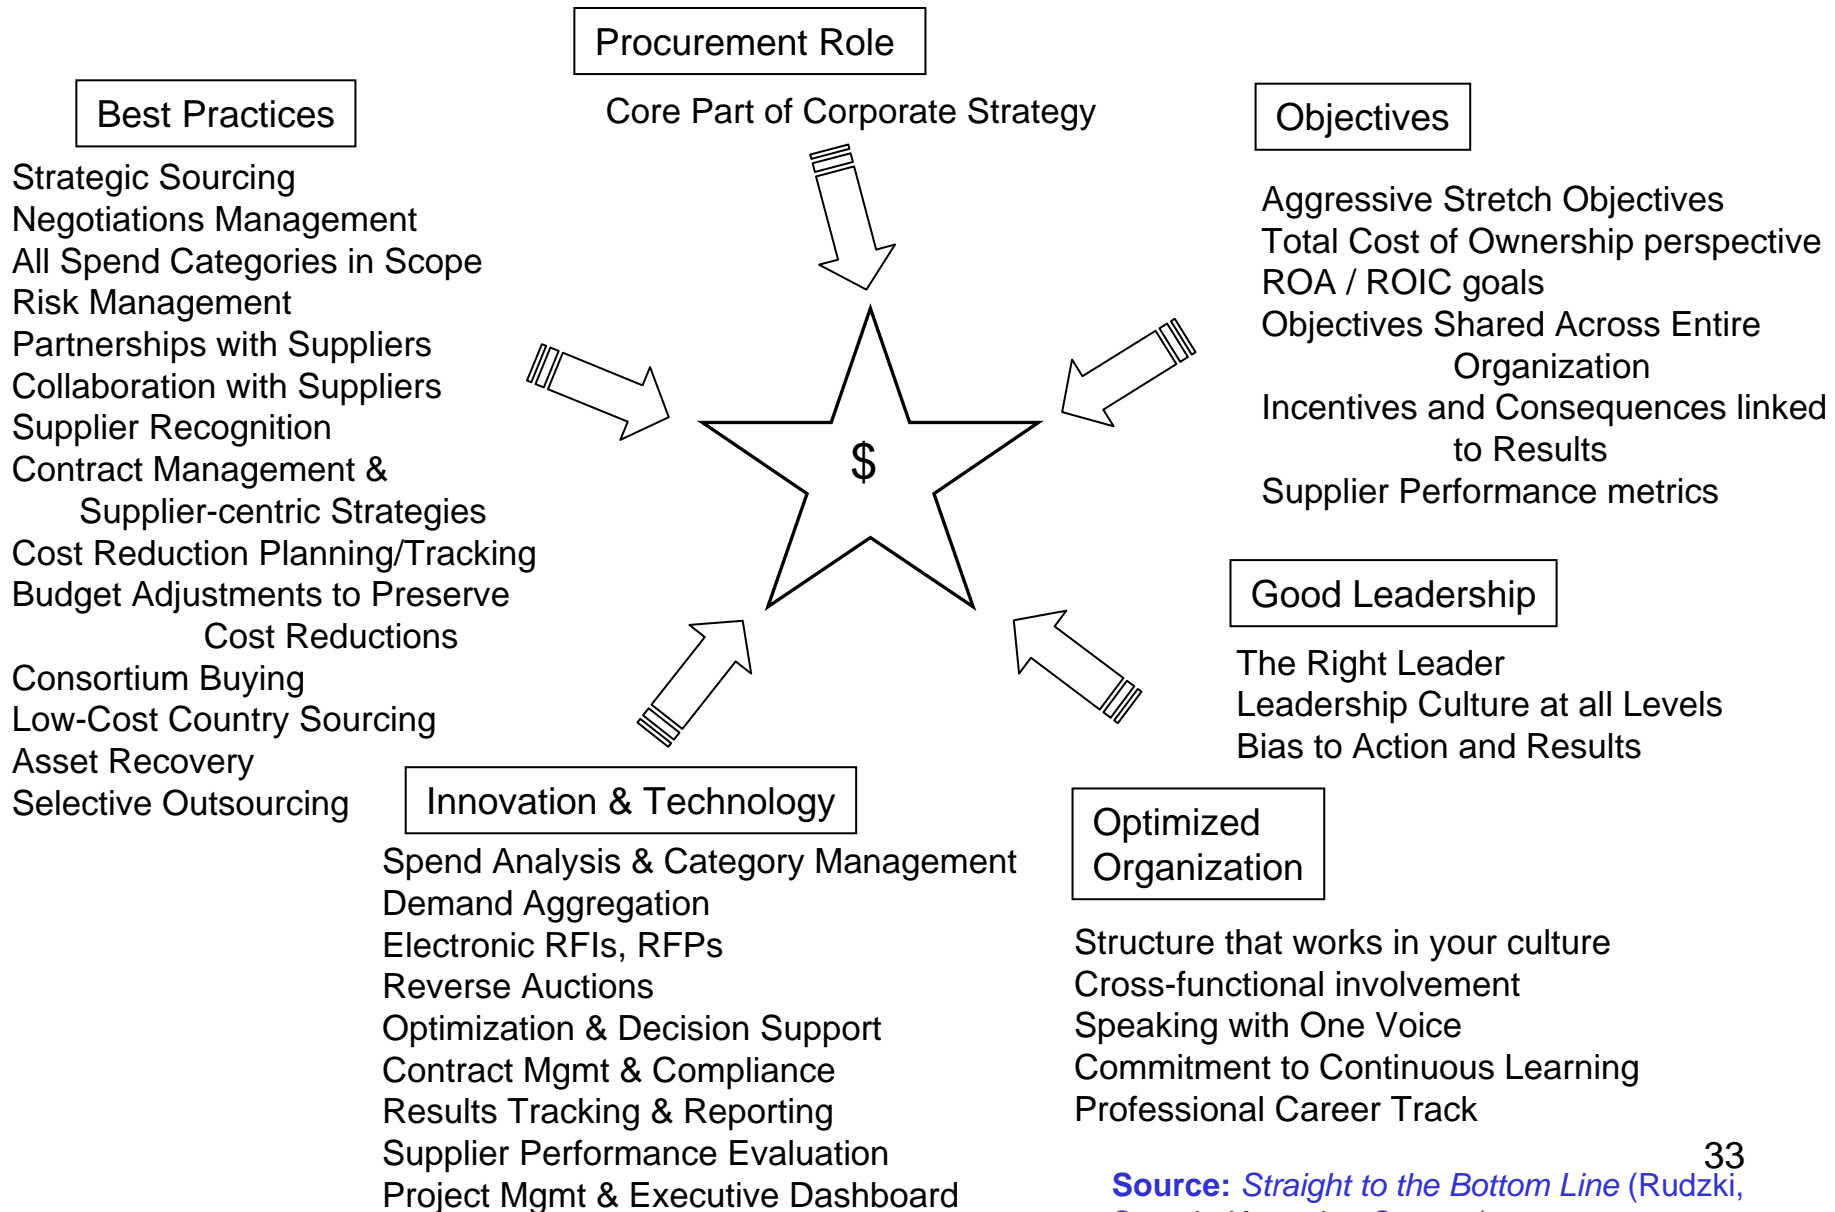 Procurement Role
Core Part of Corporate Strategy
Best Practices
Strategic Sourcing
Negotiations Management
All Spend Categories in Scope
Risk Management
Partnerships with Suppliers
Collaboration with Suppliers
Supplier Recognition
Contract Management &
Supplier-centric Strategies
Cost Reduction Planning/Tracking
Budget Adjustments to Preserve
Cost Reductions
Consortium Buying
Low-Cost Country Sourcing
Asset Recovery
Selective Outsourcing
Objectives
Aggressive Stretch Objectives
Total Cost of Ownership perspective
ROA / ROIC goals
Objectives Shared Across Entire
Organization
Incentives and Consequences linked
to Results
Supplier Performance metrics
$
Good Leadership
The Right Leader
Leadership Culture at all Levels
Bias to Action and Results
Innovation & Technology
Spend Analysis & Category Management
Demand Aggregation
Electronic RFIs, RFPs
Reverse Auctions
Optimization & Decision Support
Contract Mgmt & Compliance
Results Tracking & Reporting
Supplier Performance Evaluation
Project Mgmt & Executive Dashboard
Optimized
Organization
Structure that works in your culture
Cross-functional involvement
Speaking with One Voice
Commitment to Continuous Learning
Professional Career Track
33
Source: Straight to the Bottom Line (Rudzki,